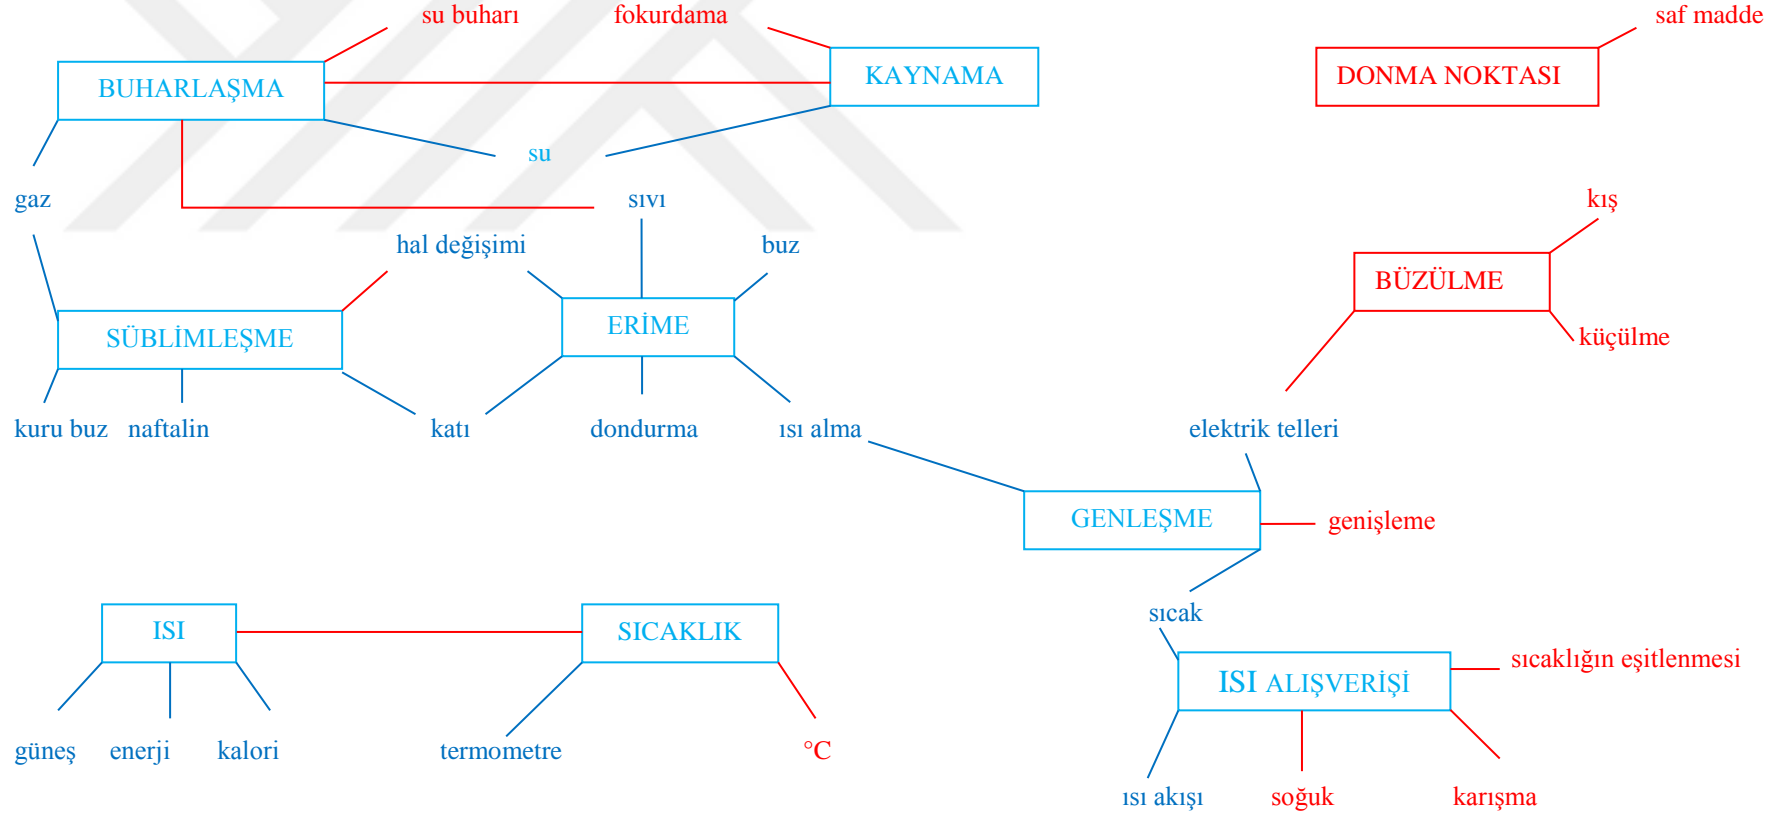 su buharı
fokurdama
saf madde
BUHARLAŞMA
KAYNAMA
DONMA NOKTASI
su
gaz
sıvı
kış
hal değişimi
buz
BÜZÜLME
SÜBLİMLEŞME
ERİME
küçülme
kuru buz
naftalin
katı
dondurma
ısı alma
elektrik telleri
GENLEŞME
genişleme
sıcak
ISI
SICAKLIK
sıcaklığın eşitlenmesi
ISI ALIŞVERİŞİ
güneş
enerji
kalori
termometre
°C
ısı akışı
soğuk
karışma